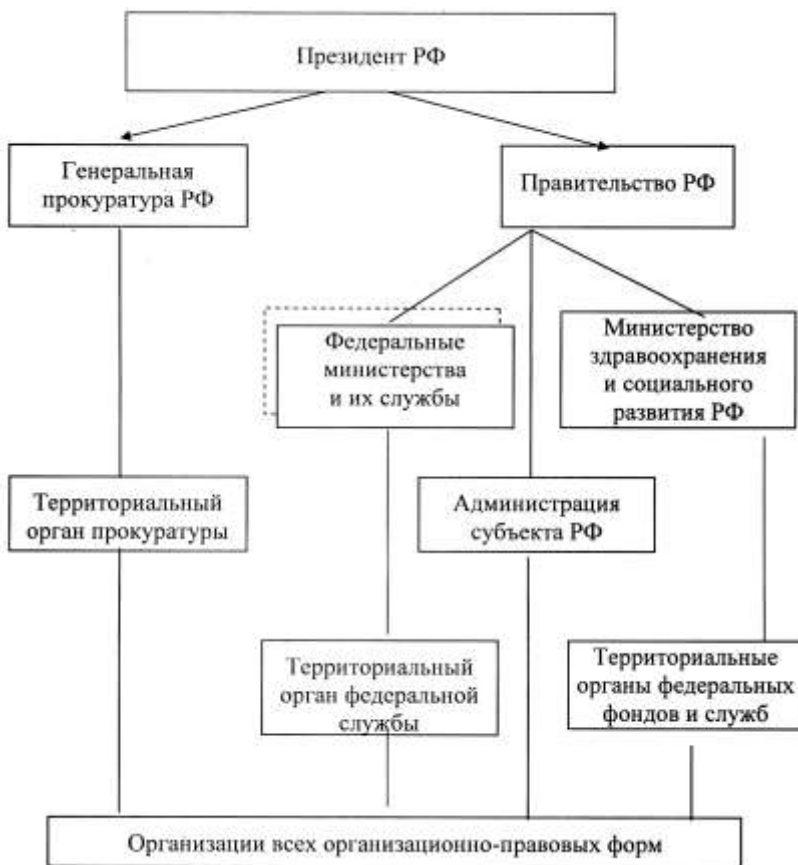 Президент РФ
Генеральная
прокуратура РФ
Правительство РФ
Федеральные
министерства
и их службы
Министерство
здравоохранения
и социального
развития РФ
Территориальный
орган прокуратуры
Администрация
субъекта РФ
Территориальный
орган федеральной
службы
Территориальные
органы федеральных
фондов и служб
Организации всех организационно-правовых форм